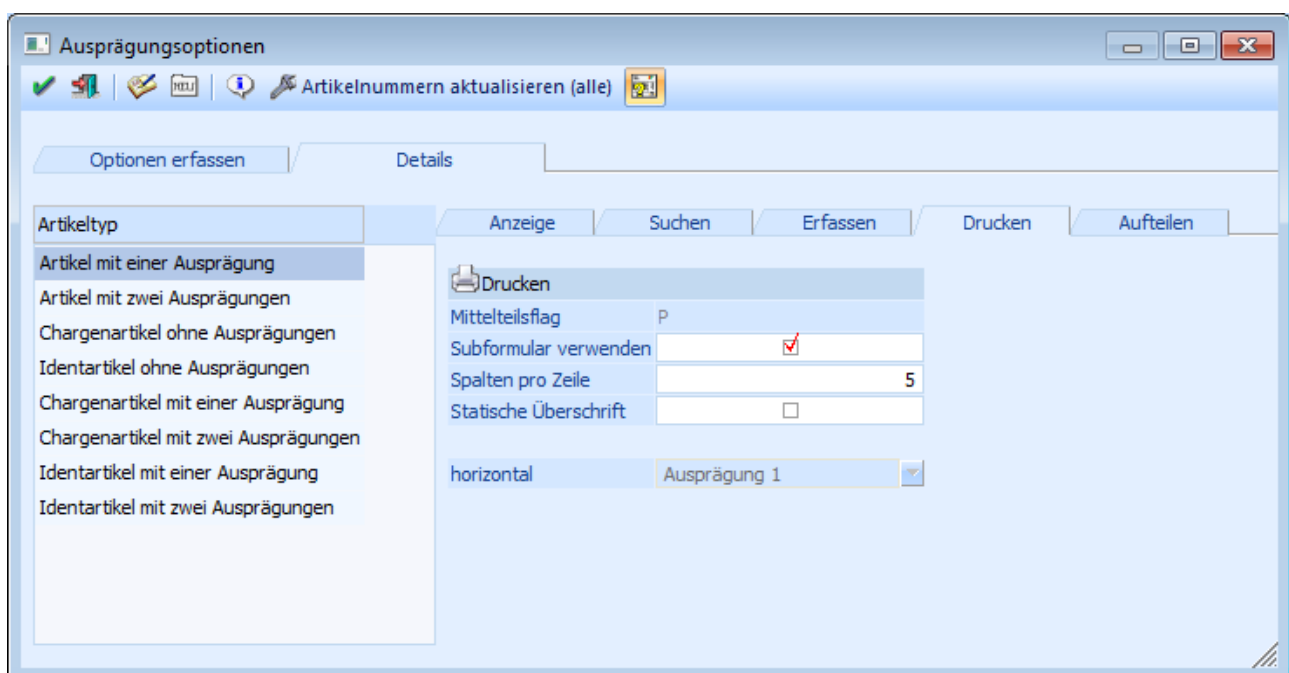 Ausprägungsoptionen
NEU Artikelnummern aktualisieren (alle)
Optionen erfassen Details
Artikeltyp
Anzeige Suchen Erfassen Drucken Aufteilen
Artikel mit einer Ausprägung
Artikel mit zwei Ausprägungen
Chargenartikel ohne Ausprägungen
Identartikel ohne Ausprägungen
Chargenartikel mit einer Ausprägung
Chargenartikel mit zwei Ausprägungen
Identartikel mit einer Ausprägung
Identartikel mit zwei Ausprägungen
Drucken
Mittelteilsflag P
Subformular verwenden
Spalten pro Zeile 5
Statische Überschrift
horizontal Ausprägung 1